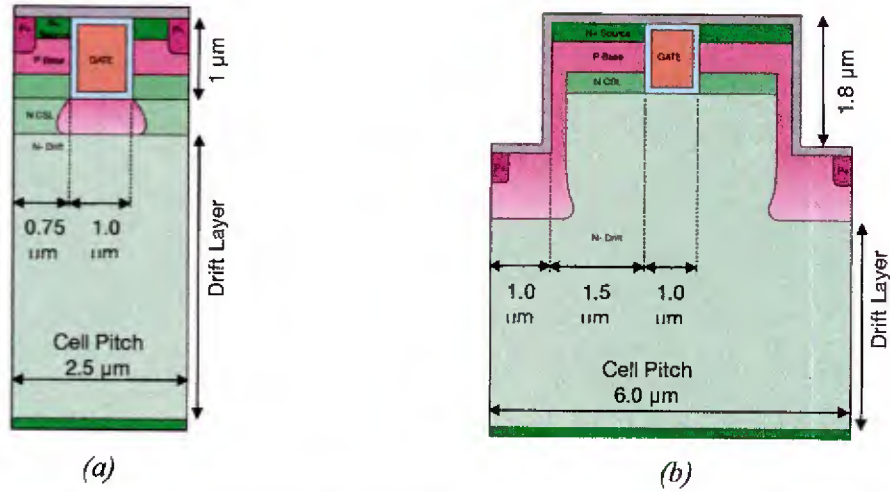 P+
N+
Source
P+
P-Base
GATE
1 µm
N CSL
N- Drift
0.75
µm
1.0
µm
Drift Layer
Cell Pitch
2.5 µm
(a)
N+ Source
P-Base
GATE
N CSL
1.8 µm
P+
P+
N- Drift
1.0
µm
1.5
µm
1.0
µm
Drift Layer
Cell Pitch
6.0 µm
(b)